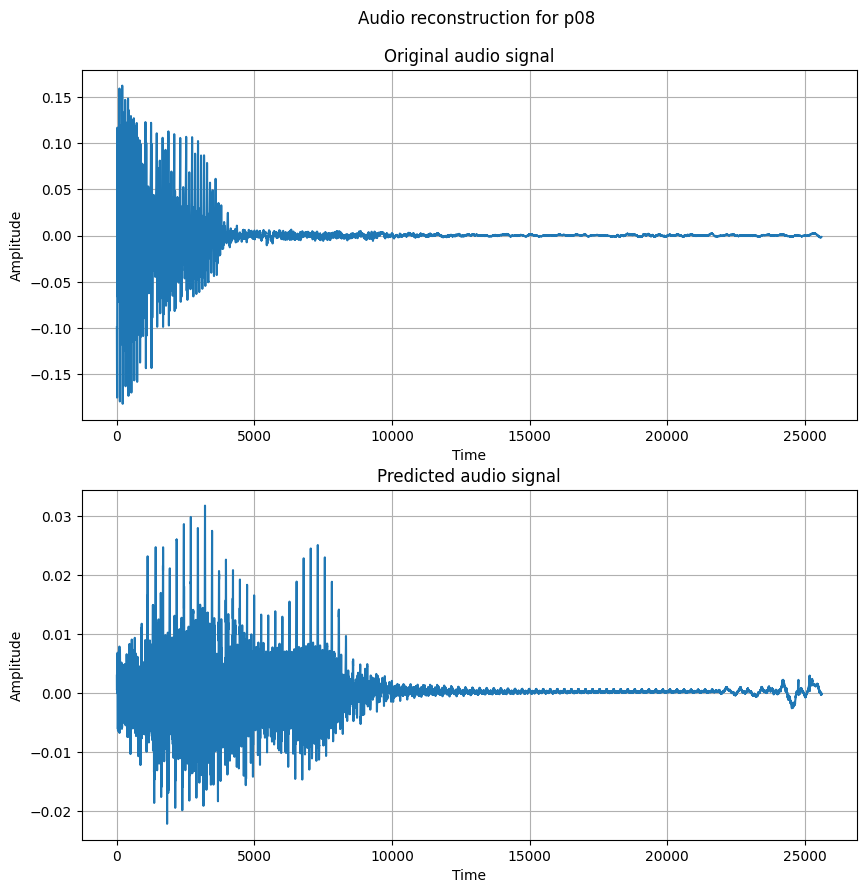 Audio reconstruction for p08
Original audio signal
0.15
0.10
0.05
0.00
−0.05
−0.10
−0.15
Amplitude
0 5000 10000 15000 20000 25000
Time
Predicted audio signal
0.03
0.02
0.01
0.00
−0.01
−0.02
Amplitude
0 5000 10000 15000 20000 25000
Time